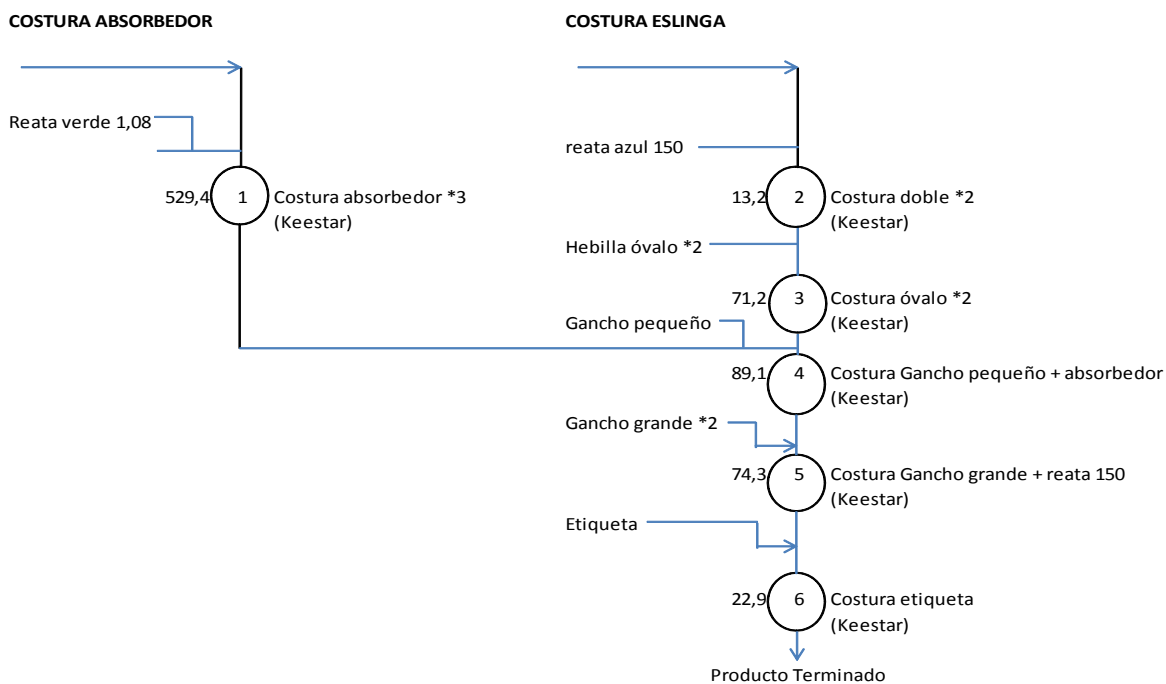 COSTURA ABSORBEDOR
COSTURA ESLINGA
Reata verde 1,08
reata azul 150
529,4
1
Costura absorbedor *3
(Keestar)
13,2
2
Costura doble *2
(Keestar)
Hebilla óvalo *2
71,2
3
Costura óvalo *2
(Keestar)
Gancho pequeño
89,1
4
Costura Gancho pequeño + absorbedor
(Keestar)
Gancho grande *2
74,3
5
Costura Gancho grande + reata 150
(Keestar)
Etiqueta
22,9
6
Costura etiqueta
(Keestar)
Producto Terminado